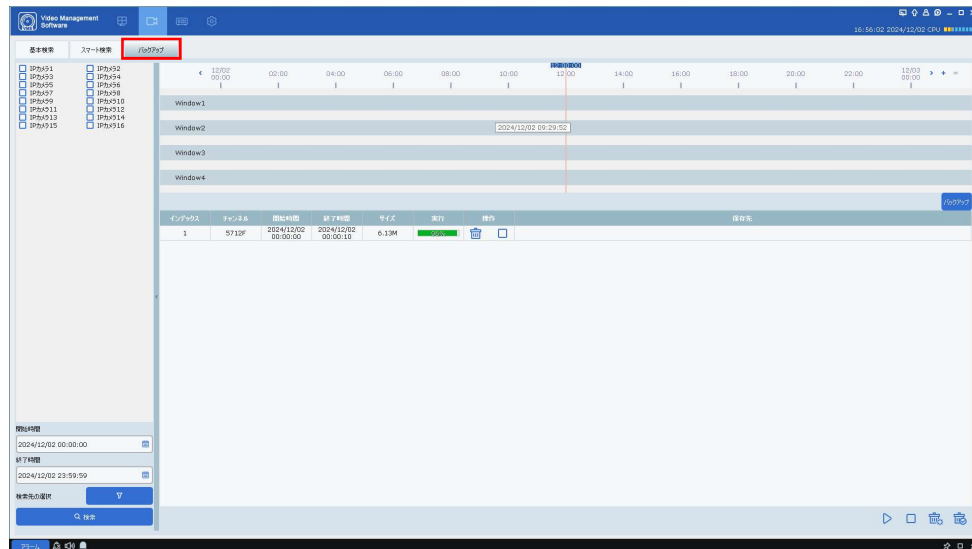 Video Management
Software
16:56:02 2024/12/02 CPU
基本検索 スマート検索 バックアップ
IPカメラ1 IPカメラ2
IPカメラ3 IPカメラ4
IPカメラ5 IPカメラ6
IPカメラ7 IPカメラ8
IPカメラ9 IPカメラ10
IPカメラ11 IPカメラ12
IPカメラ13 IPカメラ14
IPカメラ15 IPカメラ16
12/02
00:00 02:00 04:00 06:00 08:00 10:00 12:00 14:00 16:00 18:00 20:00 22:00 12/03
00:00
Window1
Window2
2024/12/02 09:29:52
Window3
Window4
バックアップ
インデックス チャンネル 開始時間 終了時間 サイズ 実行 操作 保存先
1 5712F 2024/12/02
00:00:00 2024/12/02
00:00:10 6.13M
開始時間
2024/12/02 00:00:00
終了時間
2024/12/02 23:59:59
検索先の選択
検索
アラーム